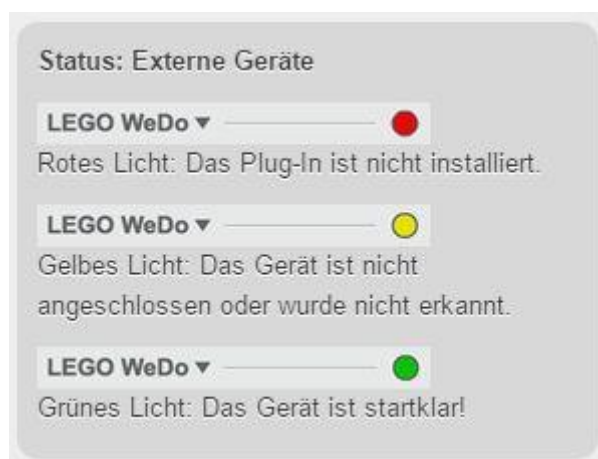 Status: Externe Geräte
LEGO WeDo
Rotes Licht: Das Plug-In ist nicht installiert.
LEGO WeDo
Gelbes Licht: Das Gerät ist nicht
angeschlossen oder wurde nicht erkannt.
LEGO WeDo
Grünes Licht: Das Gerät ist startklar!